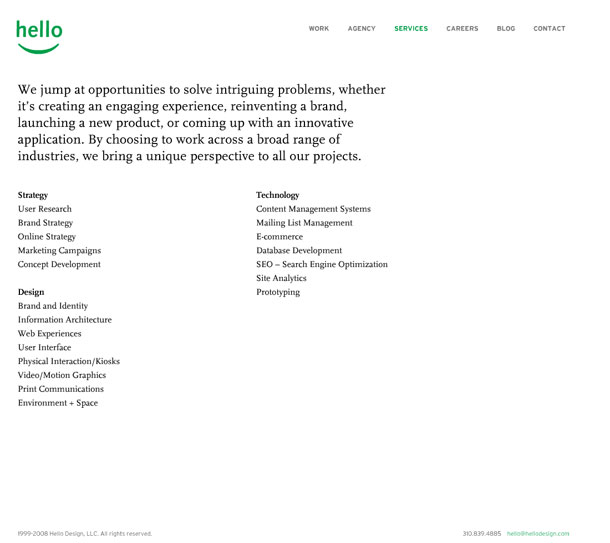 hello
WORK AGENCY SERVICES CAREERS BLOG CONTACT
We jump at opportunities to solve intriguing problems, whether
it's creating an engaging experience, reinventing a brand,
launching a new product, or coming up with an innovative
application. By choosing to work across a broad range of
industries, we bring a unique perspective to all our projects.
Strategy
User Research
Brand Strategy
Online Strategy
Marketing Campaigns
Concept Development
Design
Brand and Identity
Information Architecture
Web Experiences
User Interface
Physical Interaction/Kiosks
Video/Motion Graphics
Print Communications
Environment + Space
Technology
Content Management Systems
Mailing List Management
E-commerce
Database Development
SEO – Search Engine Optimization
Site Analytics
Prototyping
1999-2008 Hello Design, LLC. All rights reserved.
310.839.4885 hello@hellodesign.com